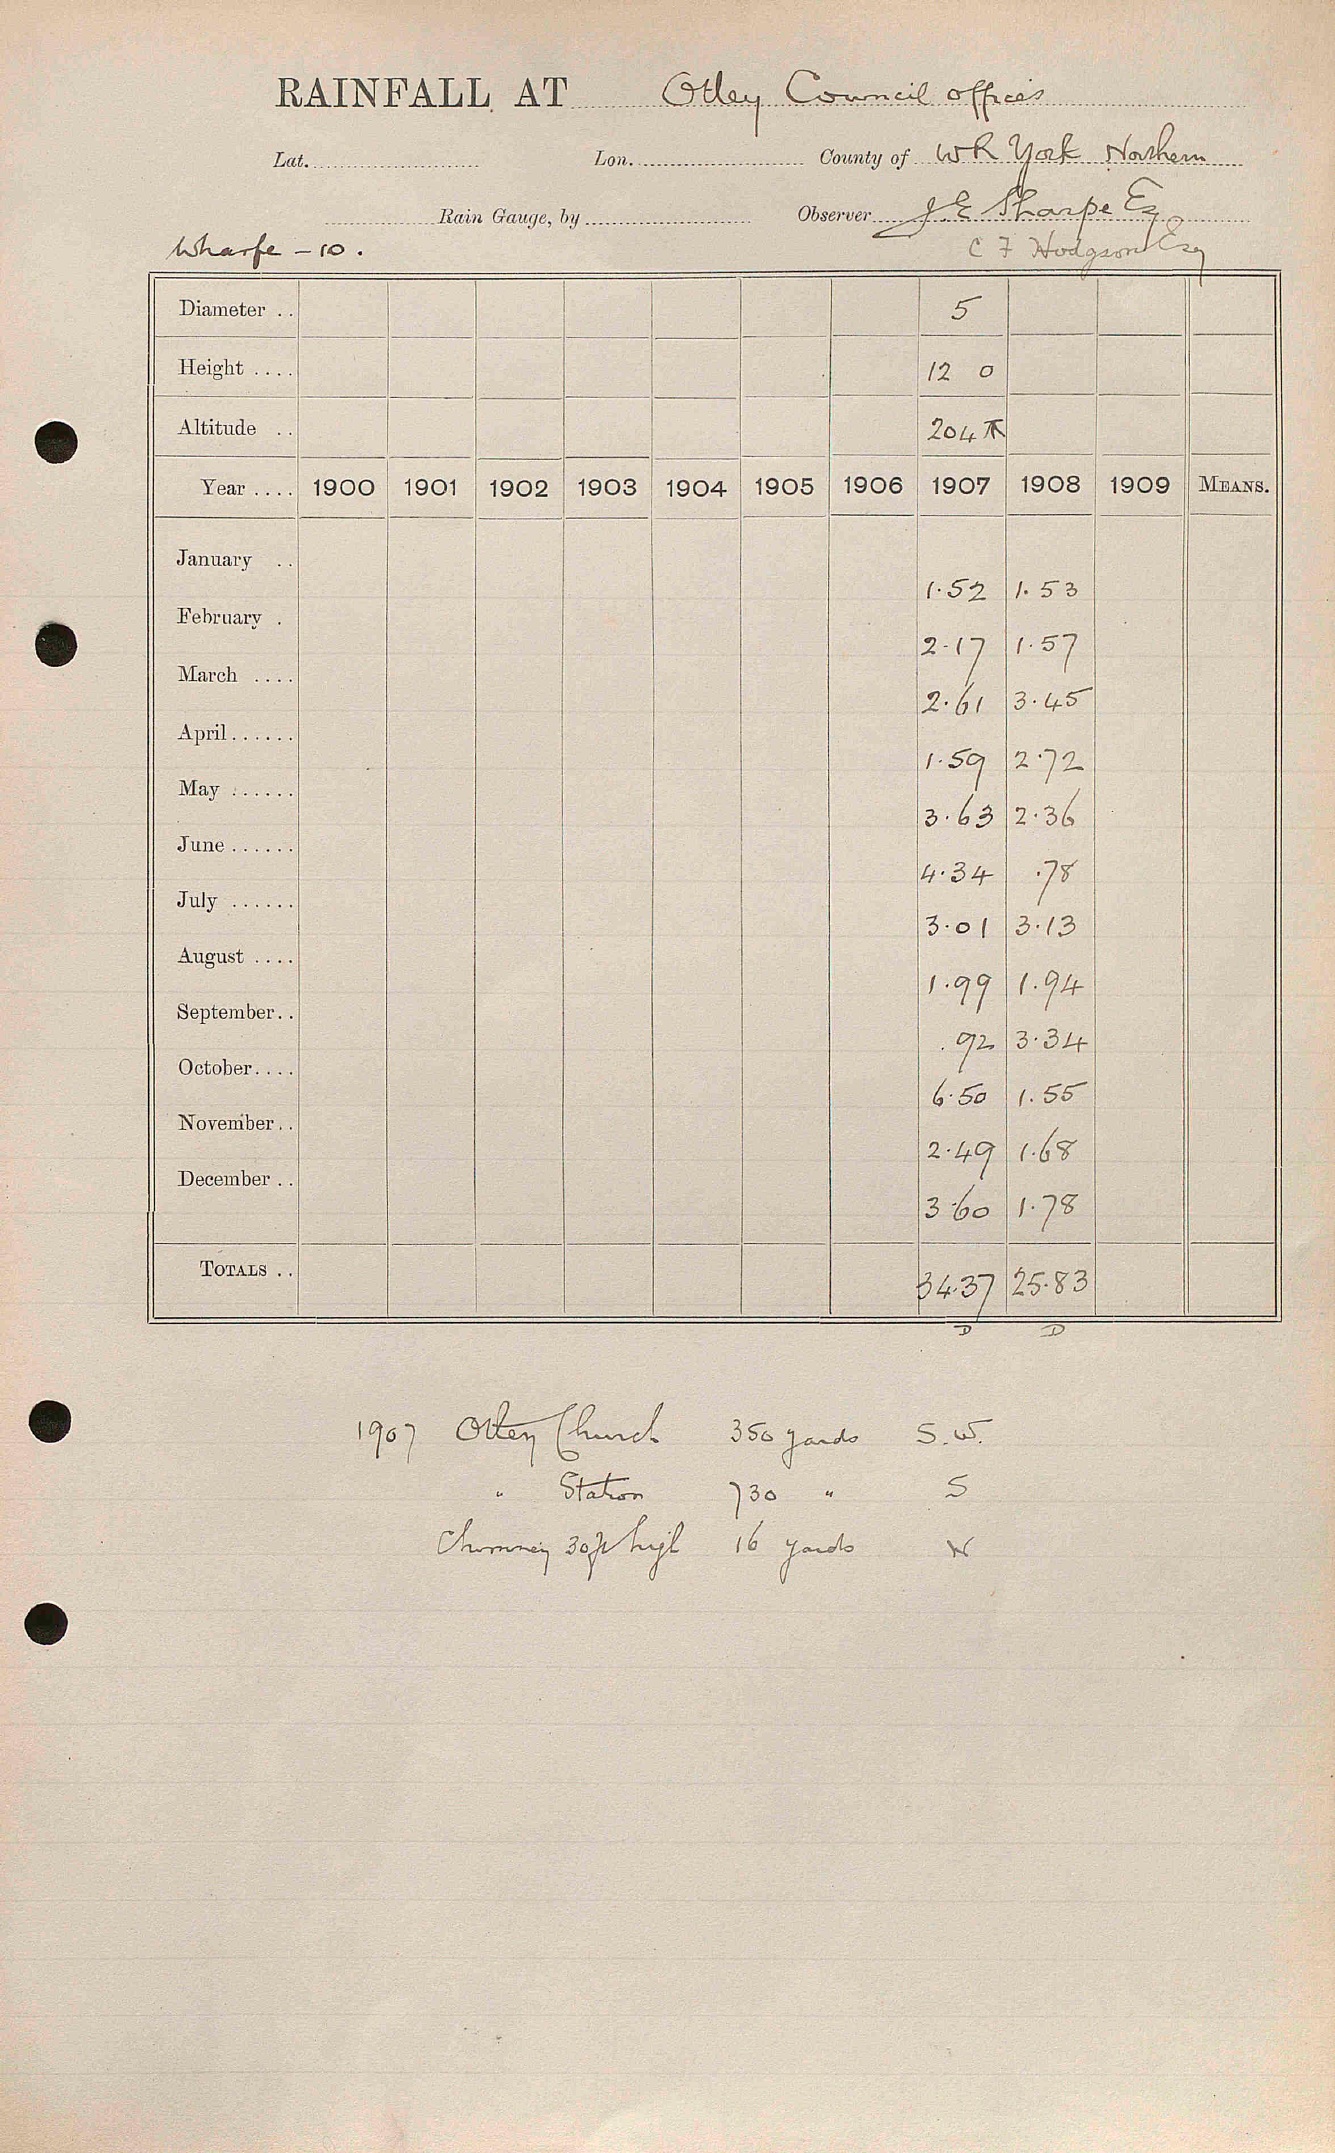 RAINFALL AT Otley Council offices
Lat. Lon. County of WR York Northern
Rain Gauge, by Observer J.E Sharpe Esq
Wharfe – 10. C F Hodgson Esq
Diameter .. 5
Height .... 12 0
Altitude .. 204
Year .... 1900 1901 1902 1903 1904 1905 1906 1907 1908 1909 MEANS.
January ..
1.52 1.53
February .
2.17 1.57
March ....
2.61 3.45
April......
1.59 2.72
May ......
3.63 2.36
June ......
4.34 .78
July ......
3.01 3.13
August ....
1.99 1.94
September..
.92 3.34
October....
6.50 1.55
November..
2.49 1.68
December ..
3.60 1.78
TOTALS .. 34.37 25.83
D D
1907 Otley Church 350 yards S.W.
" Station 730 " S
Chimney 30ft high 16 yards N